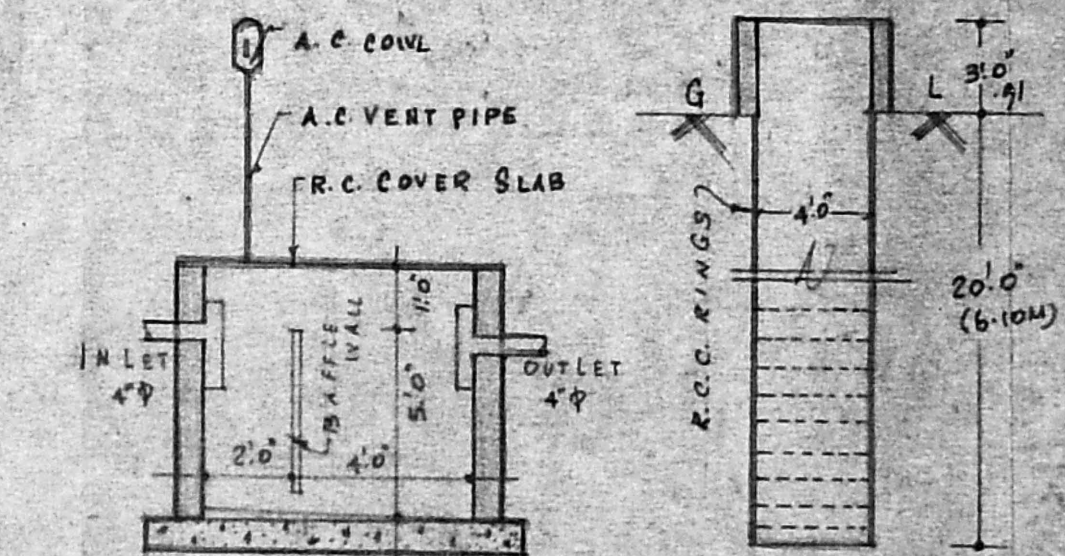 A.C. COWL
A.C. VENT PIPE
R.C. COVER SLAB
1'.0"
BAFFLE
WALL
INLET
4"φ
OUTLET
4"φ
5'.0"
2'.0"
4'.0"
G
L
3'.0"
.91
R.C.C. RINGS
4'.0"
20'.0"
(6.10M)